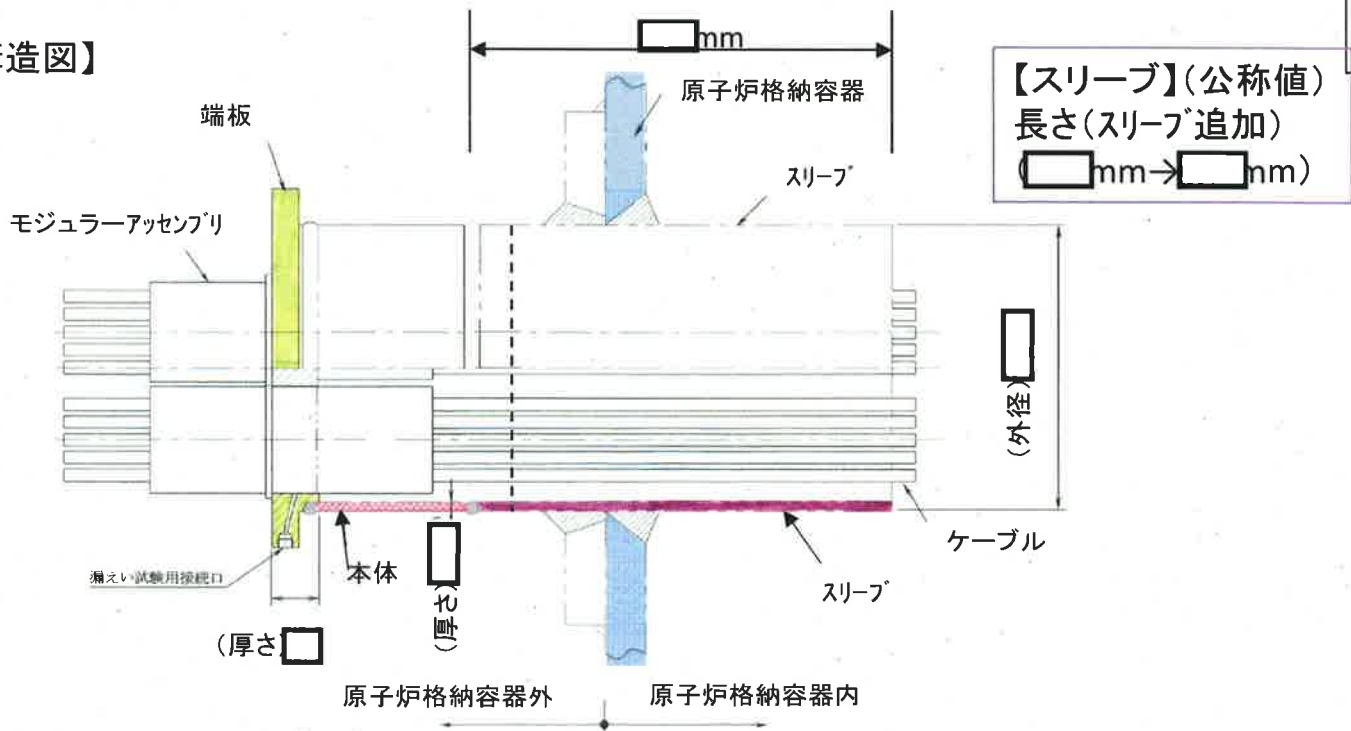 造図】
mm
原子炉格納容器
【スリーブ】(公称値)
長さ(スリーブ追加)
(mm→mm)
端板
スリーブ
モジュラーアッセンブリ
(外径)
ケーブル
漏えい試験用接続口
本体
(厚さ)
スリーブ
(厚さ)
原子炉格納容器外
原子炉格納容器内